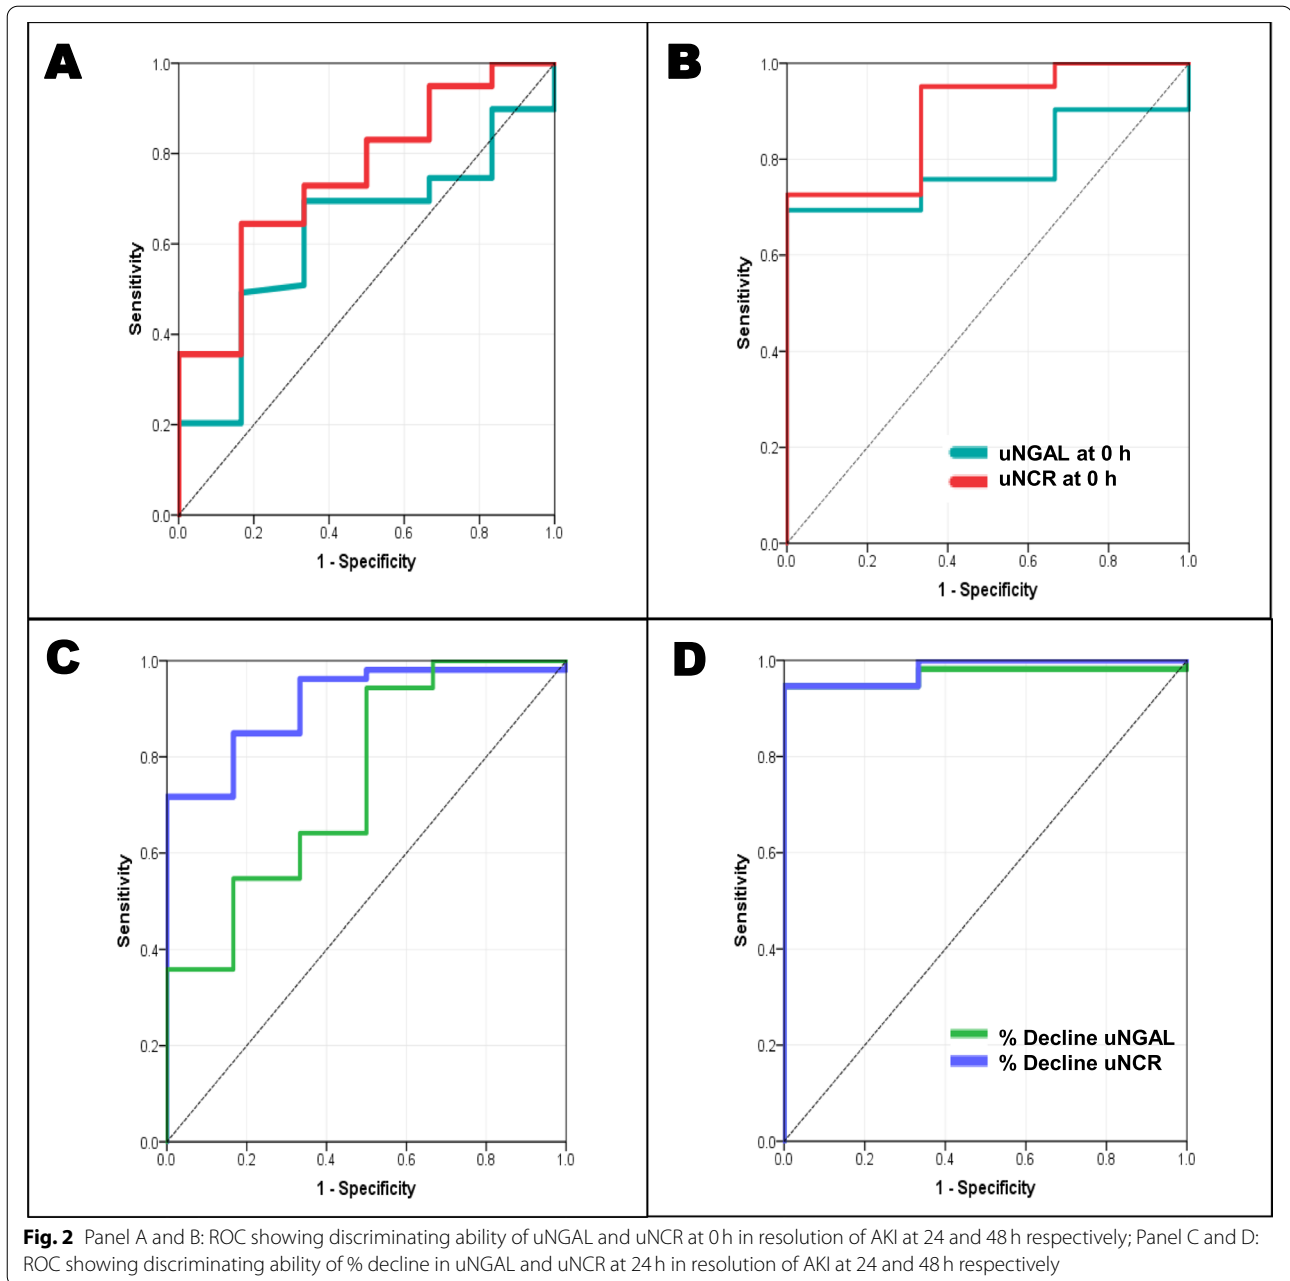 A
1.0
0.8
0.6
0.4
0.2
0.0
Sensitivity
0.0 0.2 0.4 0.6 0.8 1.0
1 - Specificity
B
1.0
0.8
0.6
0.4
0.2
0.0
Sensitivity
uNGAL at 0 h
uNCR at 0 h
0.0 0.2 0.4 0.6 0.8 1.0
1 - Specificity
C
1.0
0.8
0.6
0.4
0.2
0.0
Sensitivity
0.0 0.2 0.4 0.6 0.8 1.0
1 - Specificity
D
1.0
0.8
0.6
0.4
0.2
0.0
Sensitivity
% Decline uNGAL
% Decline uNCR
0.0 0.2 0.4 0.6 0.8 1.0
1 - Specificity
Fig. 2 Panel A and B: ROC showing discriminating ability of uNGAL and uNCR at 0 h in resolution of AKI at 24 and 48 h respectively; Panel C and D:
ROC showing discriminating ability of % decline in uNGAL and uNCR at 24 h in resolution of AKI at 24 and 48 h respectively